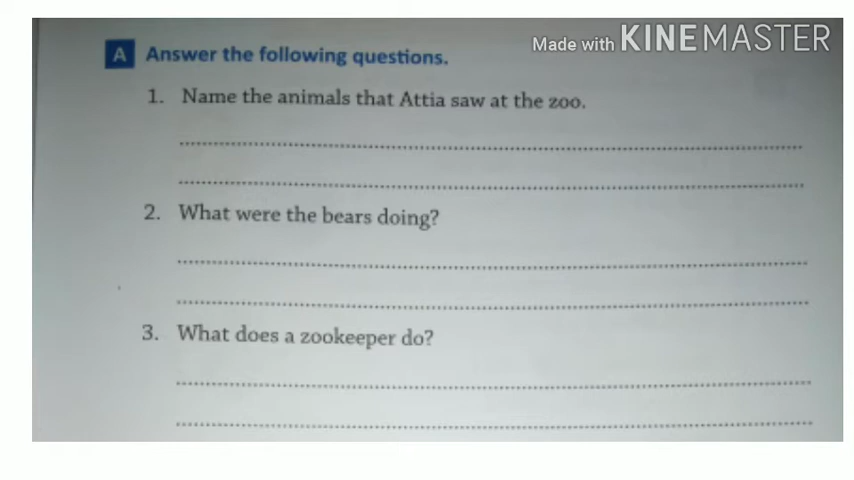 Made with KINEMASTER
A Answer the following questions.
1. Name the animals that Attia saw at the zoo.
2. What were the bears doing?
3. What does a zookeeper do?